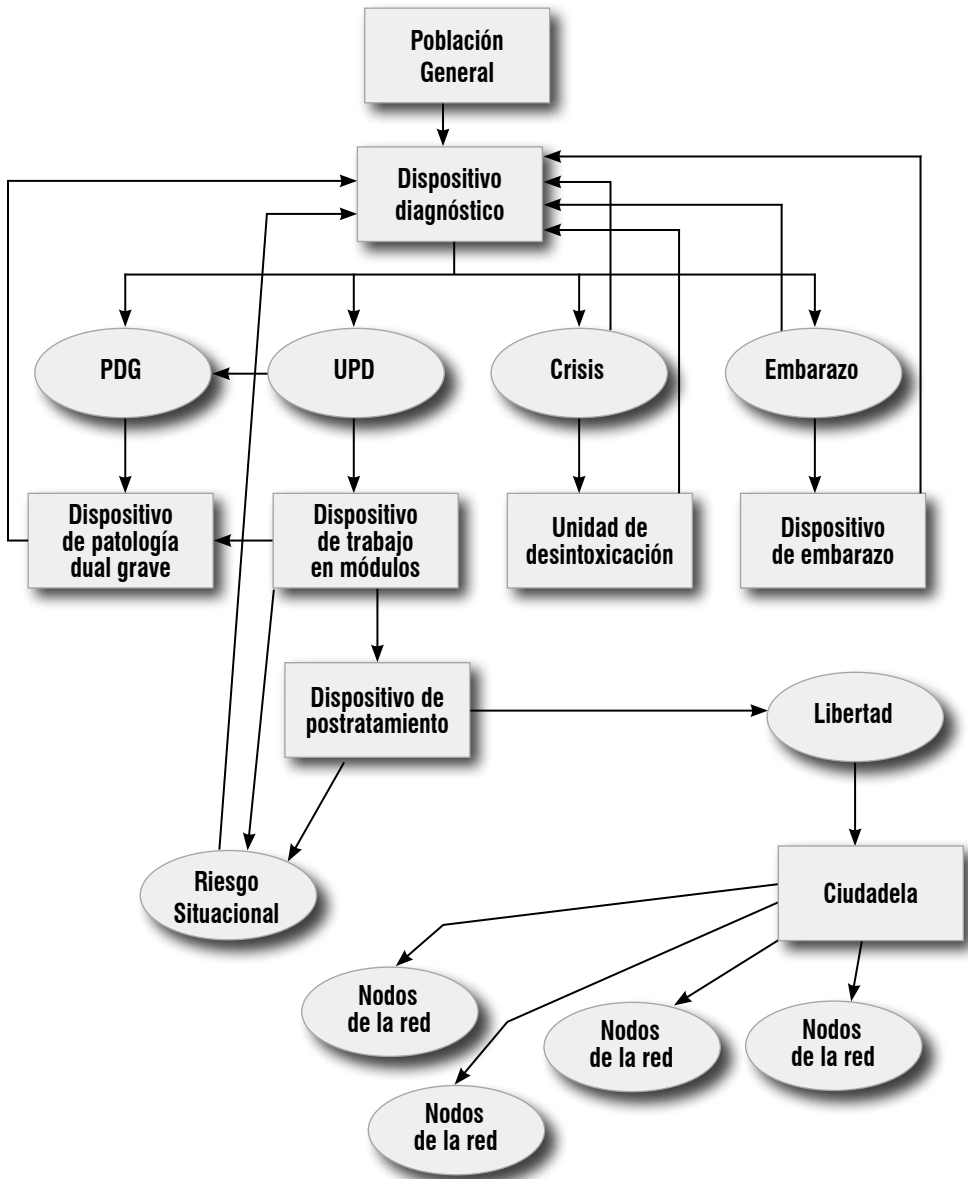 Población
General
Dispositivo
diagnóstico
PDG
UPD
Crisis
Embarazo
Dispositivo
de patología
dual grave
Dispositivo
de trabajo
en módulos
Unidad de
desintoxicación
Dispositivo
de embarazo
Dispositivo de
postratamiento
Libertad
Riesgo
Situacional
Ciudadela
Nodos
de la red
Nodos
de la red
Nodos
de la red
Nodos
de la red